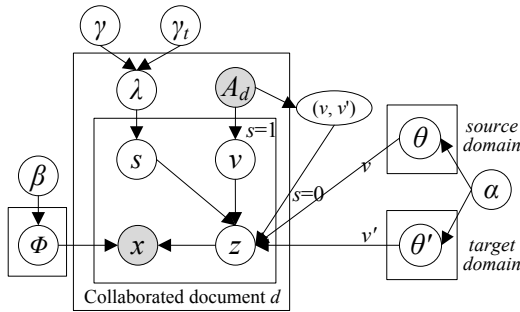 γ
γt
λ
Ad
(v, v')
s=1
s
v
θ
source
domain
v
β
s=0
α
Φ
x
z
v'
θ'
target
domain
Collaborated document d